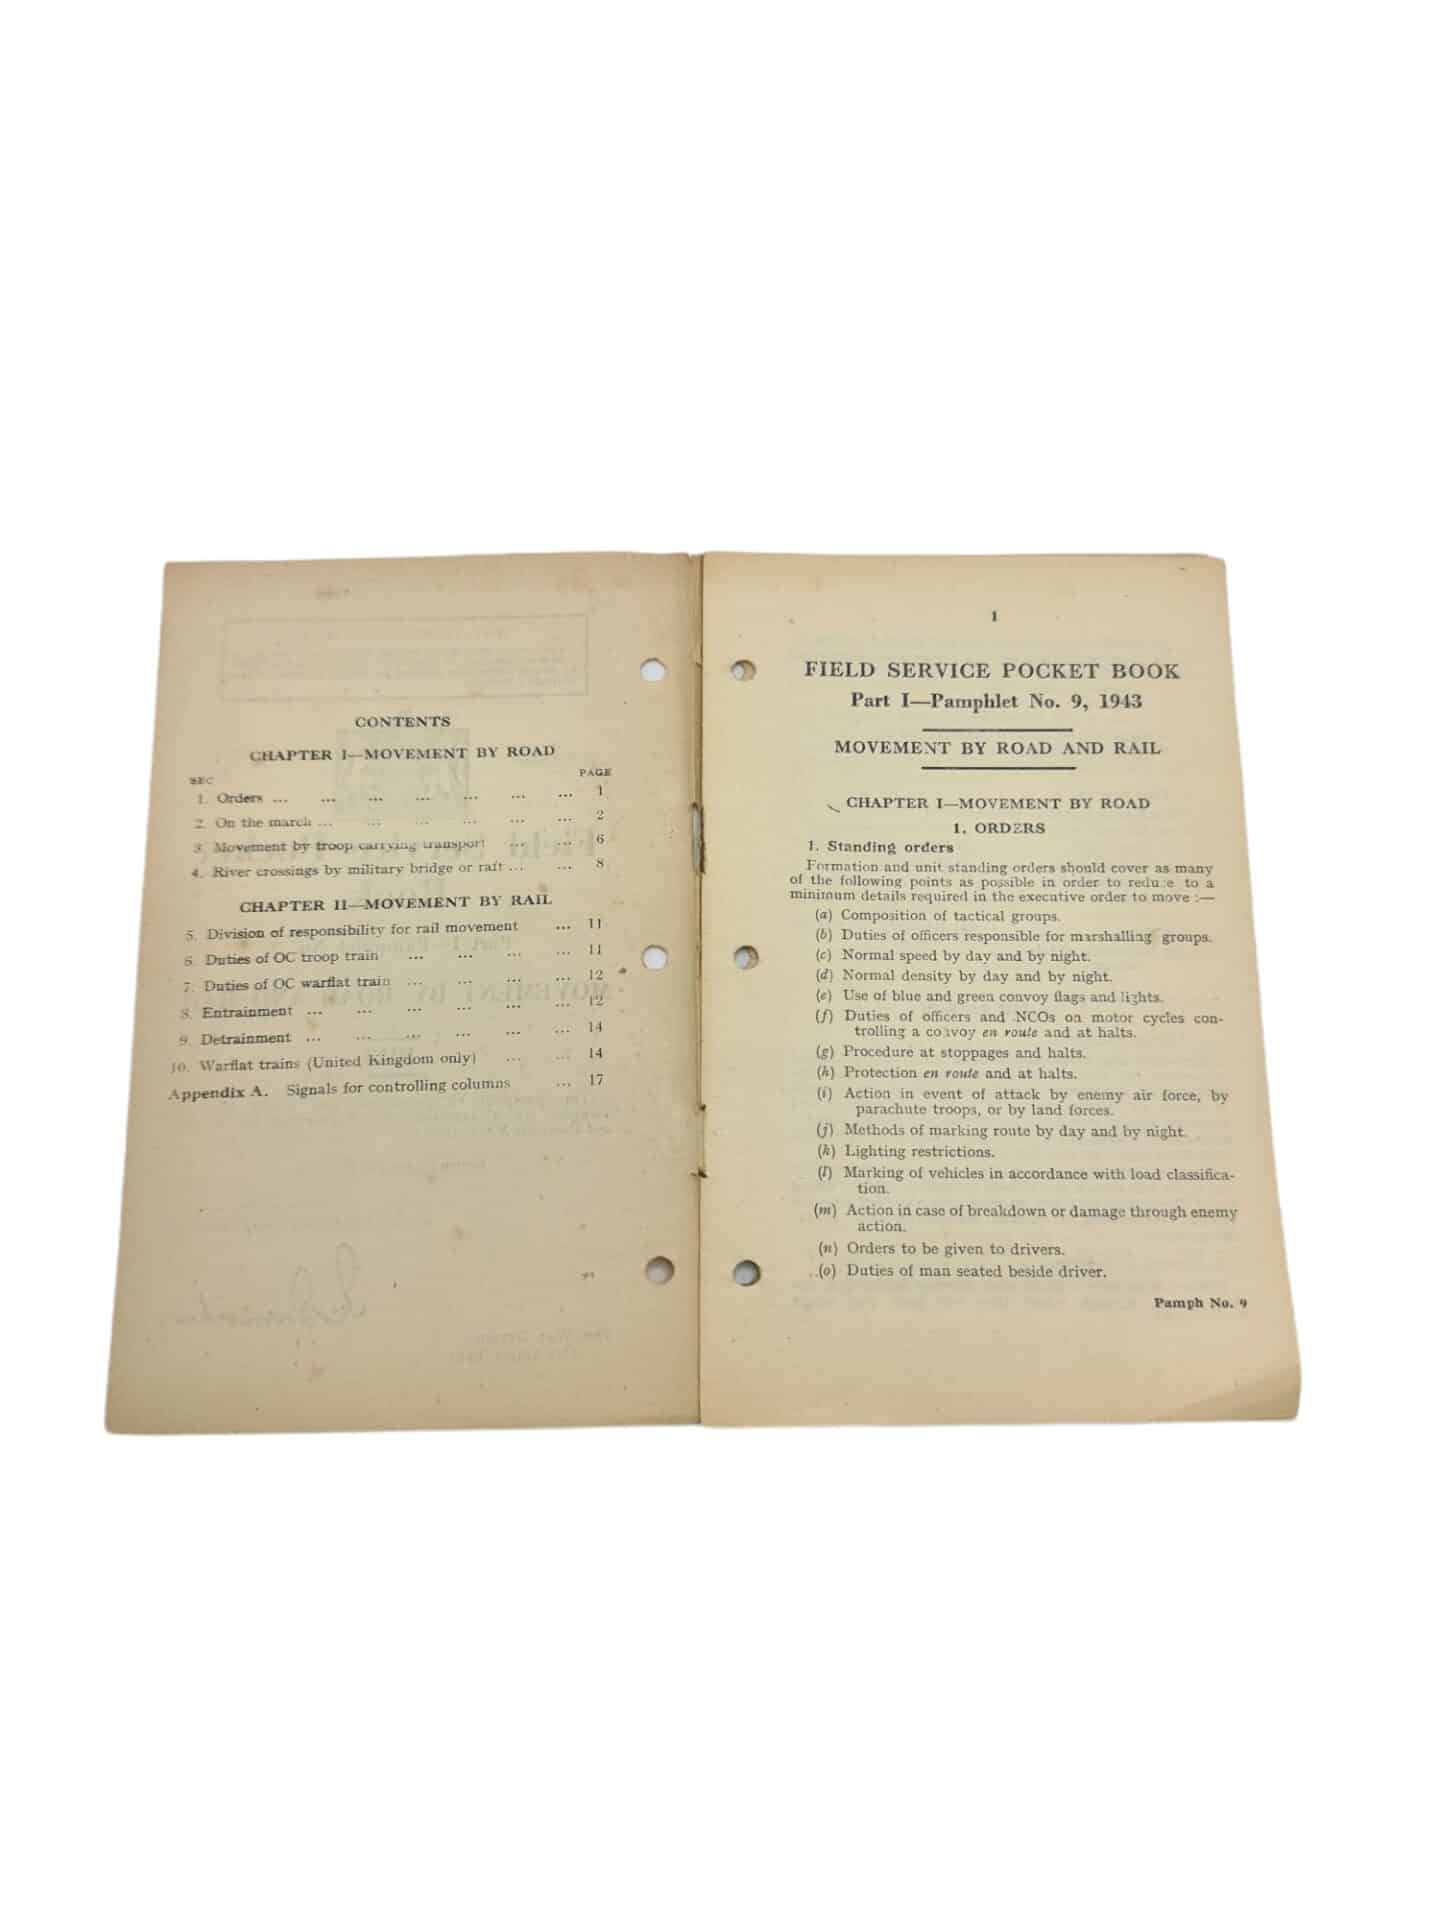 CONTENTS
CHAPTER I—MOVEMENT BY ROAD
SEC PAGE
1. Orders ... ... ... ... ... ... ... 1
2. On the march ... ... ... ... ... ... 2
3. Movement by troop carrying transport ... ... 6
4. River crossings by military bridge or raft ... ... 8
CHAPTER II—MOVEMENT BY RAIL
5. Division of responsibility for rail movement ... 11
6. Duties of OC troop train ... ... ... ... 11
7. Duties of OC warflat train ... ... ... ... 12
8. Entrainment ... ... ... ... ... ... 12
9. Detrainment ... ... ... ... ... ... 14
10. Warflat trains (United Kingdom only) ... ... 14
Appendix A. Signals for controlling columns ... 17
1
FIELD SERVICE POCKET BOOK
Part I—Pamphlet No. 9, 1943
MOVEMENT BY ROAD AND RAIL
CHAPTER I—MOVEMENT BY ROAD
1. ORDERS
1. Standing orders
Formation and unit standing orders should cover as many
of the following points as possible in order to reduce to a
minimum details required in the executive order to move :—
(a) Composition of tactical groups.
(b) Duties of officers responsible for marshalling groups.
(c) Normal speed by day and by night.
(d) Normal density by day and by night.
(e) Use of blue and green convoy flags and lights.
(f) Duties of officers and NCOs on motor cycles con-
trolling a convoy en route and at halts.
(g) Procedure at stoppages and halts.
(h) Protection en route and at halts.
(i) Action in event of attack by enemy air force, by
parachute troops, or by land forces.
(j) Methods of marking route by day and by night.
(k) Lighting restrictions.
(l) Marking of vehicles in accordance with load classifica-
tion.
(m) Action in case of breakdown or damage through enemy
action.
(n) Orders to be given to drivers.
(o) Duties of man seated beside driver.
Pamph No. 9